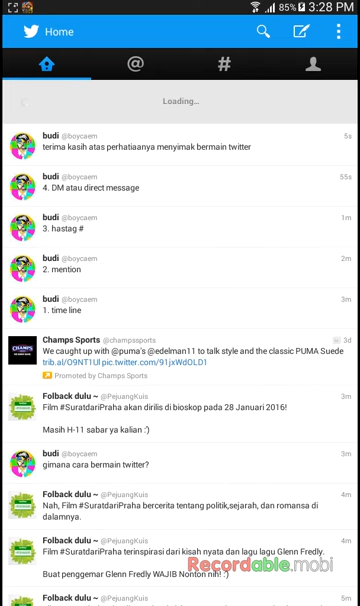 85% 3:28 PM
Home
Loading...
budi @boycaem 5s
terima kasih atas perhatiaanya menyimak bermain twitter
budi @boycaem 55s
4. DM atau direct message
budi @boycaem 1m
3. hastag #
budi @boycaem 2m
2. mention
budi @boycaem 3m
1. time line
CHAMPS
Champs Sports @champssports 3d
We caught up with @puma's @edelman11 to talk style and the classic PUMA Suede
trib.al/O9NT1Ul pic.twitter.com/91jxWdOLD1
Promoted by Champs Sports
Folback dulu ~ @PejuangKuis 3m
Film #SuratdariPraha akan dirilis di bioskop pada 28 Januari 2016!
Masih H-11 sabar ya kalian :')
budi @boycaem 4m
gimana cara bermain twitter?
Folback dulu ~ @PejuangKuis 4m
Nah, Film #SuratdariPraha bercerita tentang politik,sejarah, dan romansa di
dalamnya.
Folback dulu ~ @PejuangKuis 4m
Film #SuratdariPraha terinspirasi dari kisah nyata dan lagu lagu Glenn Fredly.
Buat penggemar Glenn Fredly WAJIB Nonton nih! :)
Recordable.mobi
Folback dulu ~ @PejuangKuis 5m